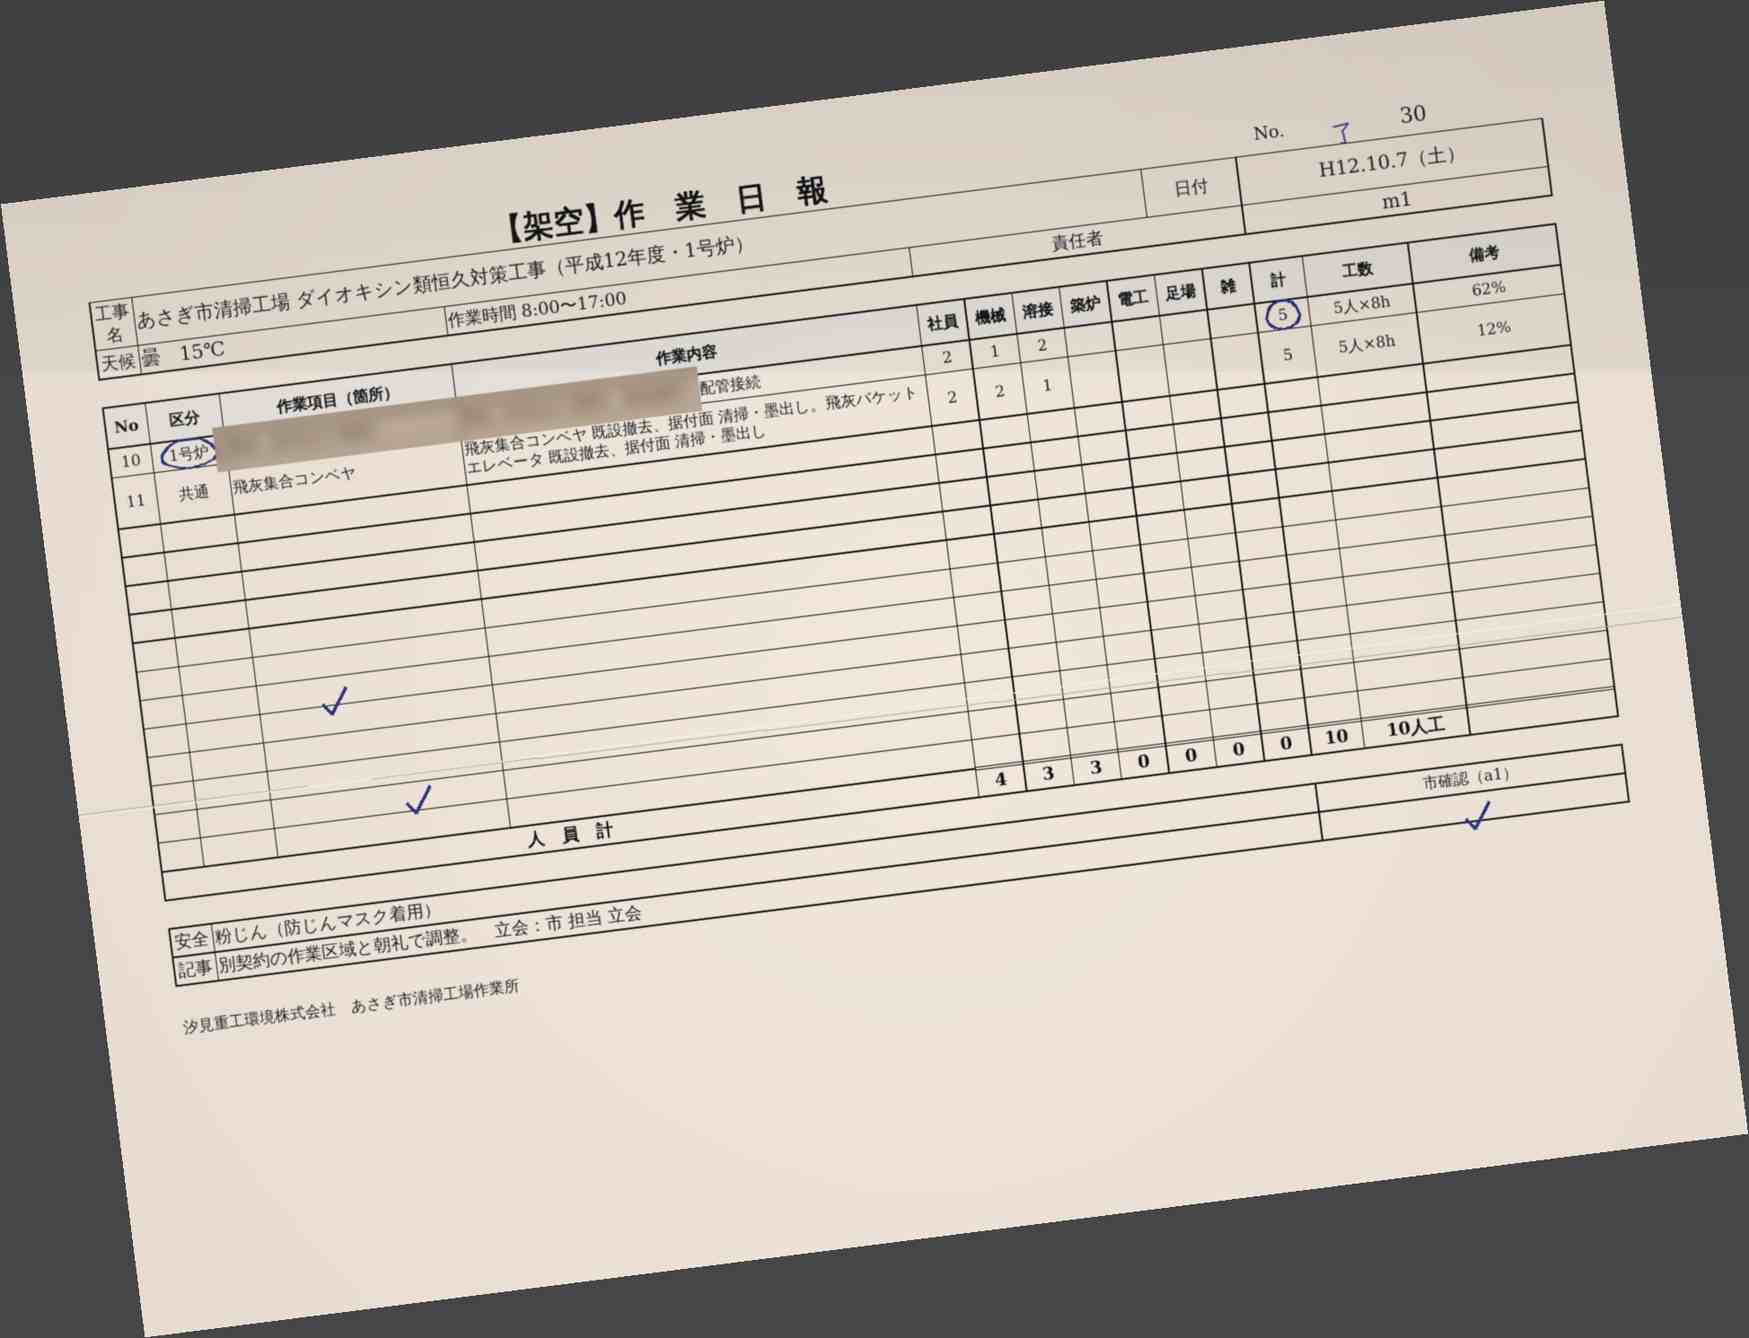 No. 了 30
【架空】作 業 日 報
工事名 あさぎ市清掃工場 ダイオキシン類恒久対策工事（平成12年度・1号炉） 日付 H12.10.7（土）
天候 曇 15℃ 作業時間 8:00〜17:00 責任者 m1
No 区分 作業項目（箇所） 作業内容 社員 機械 溶接 築炉 電工 足場 雑 計 工数 備考
10 1号炉 配管接続 2 1 2 5 5人×8h 62%
11 共通 飛灰集合コンベヤ 飛灰集合コンベヤ 既設撤去、据付面 清掃・墨出し。飛灰バケット
エレベータ 既設撤去、据付面 清掃・墨出し 2 2 1 5 5人×8h 12%
人 員 計 4 3 3 0 0 0 0 10 10人工
市確認（a1）
安全 粉じん（防じんマスク着用）
記事 別契約の作業区域と朝礼で調整。 立会：市 担当 立会
汐見重工環境株式会社 あさぎ市清掃工場作業所